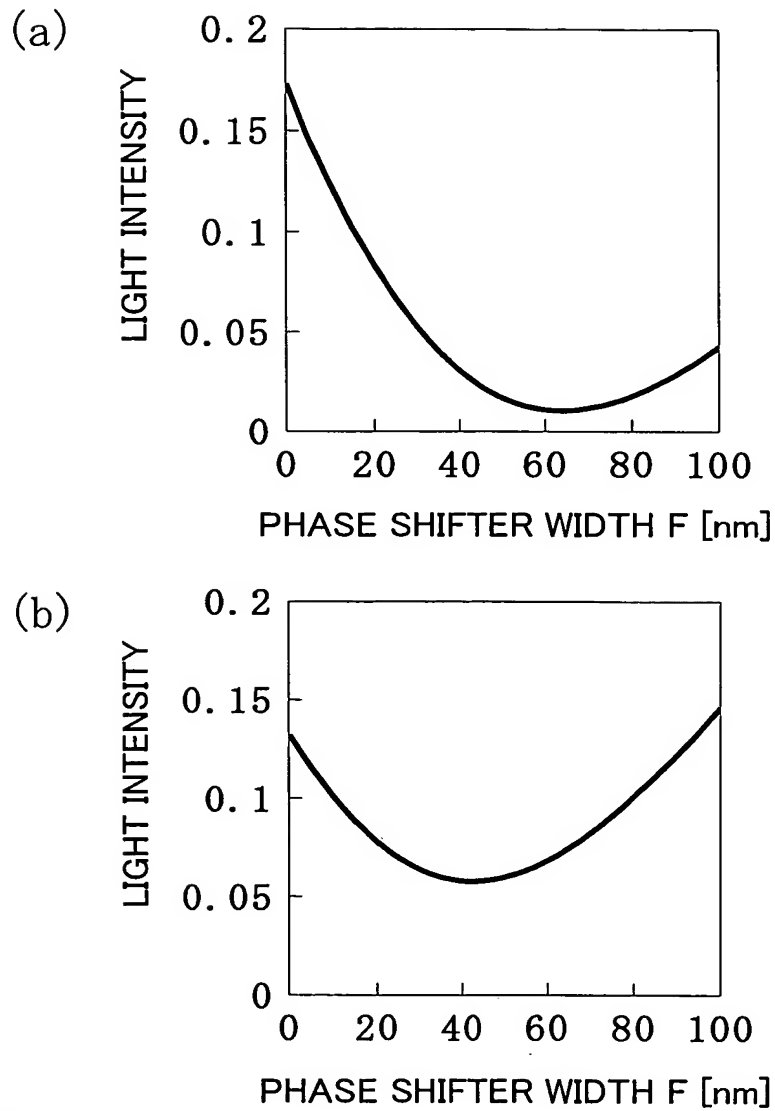 (a)
LIGHT INTENSITY
0.2
0.15
0.1
0.05
0
0 20 40 60 80 100
PHASE SHIFTER WIDTH F [nm]
(b)
LIGHT INTENSITY
0.2
0.15
0.1
0.05
0
0 20 40 60 80 100
PHASE SHIFTER WIDTH F [nm]